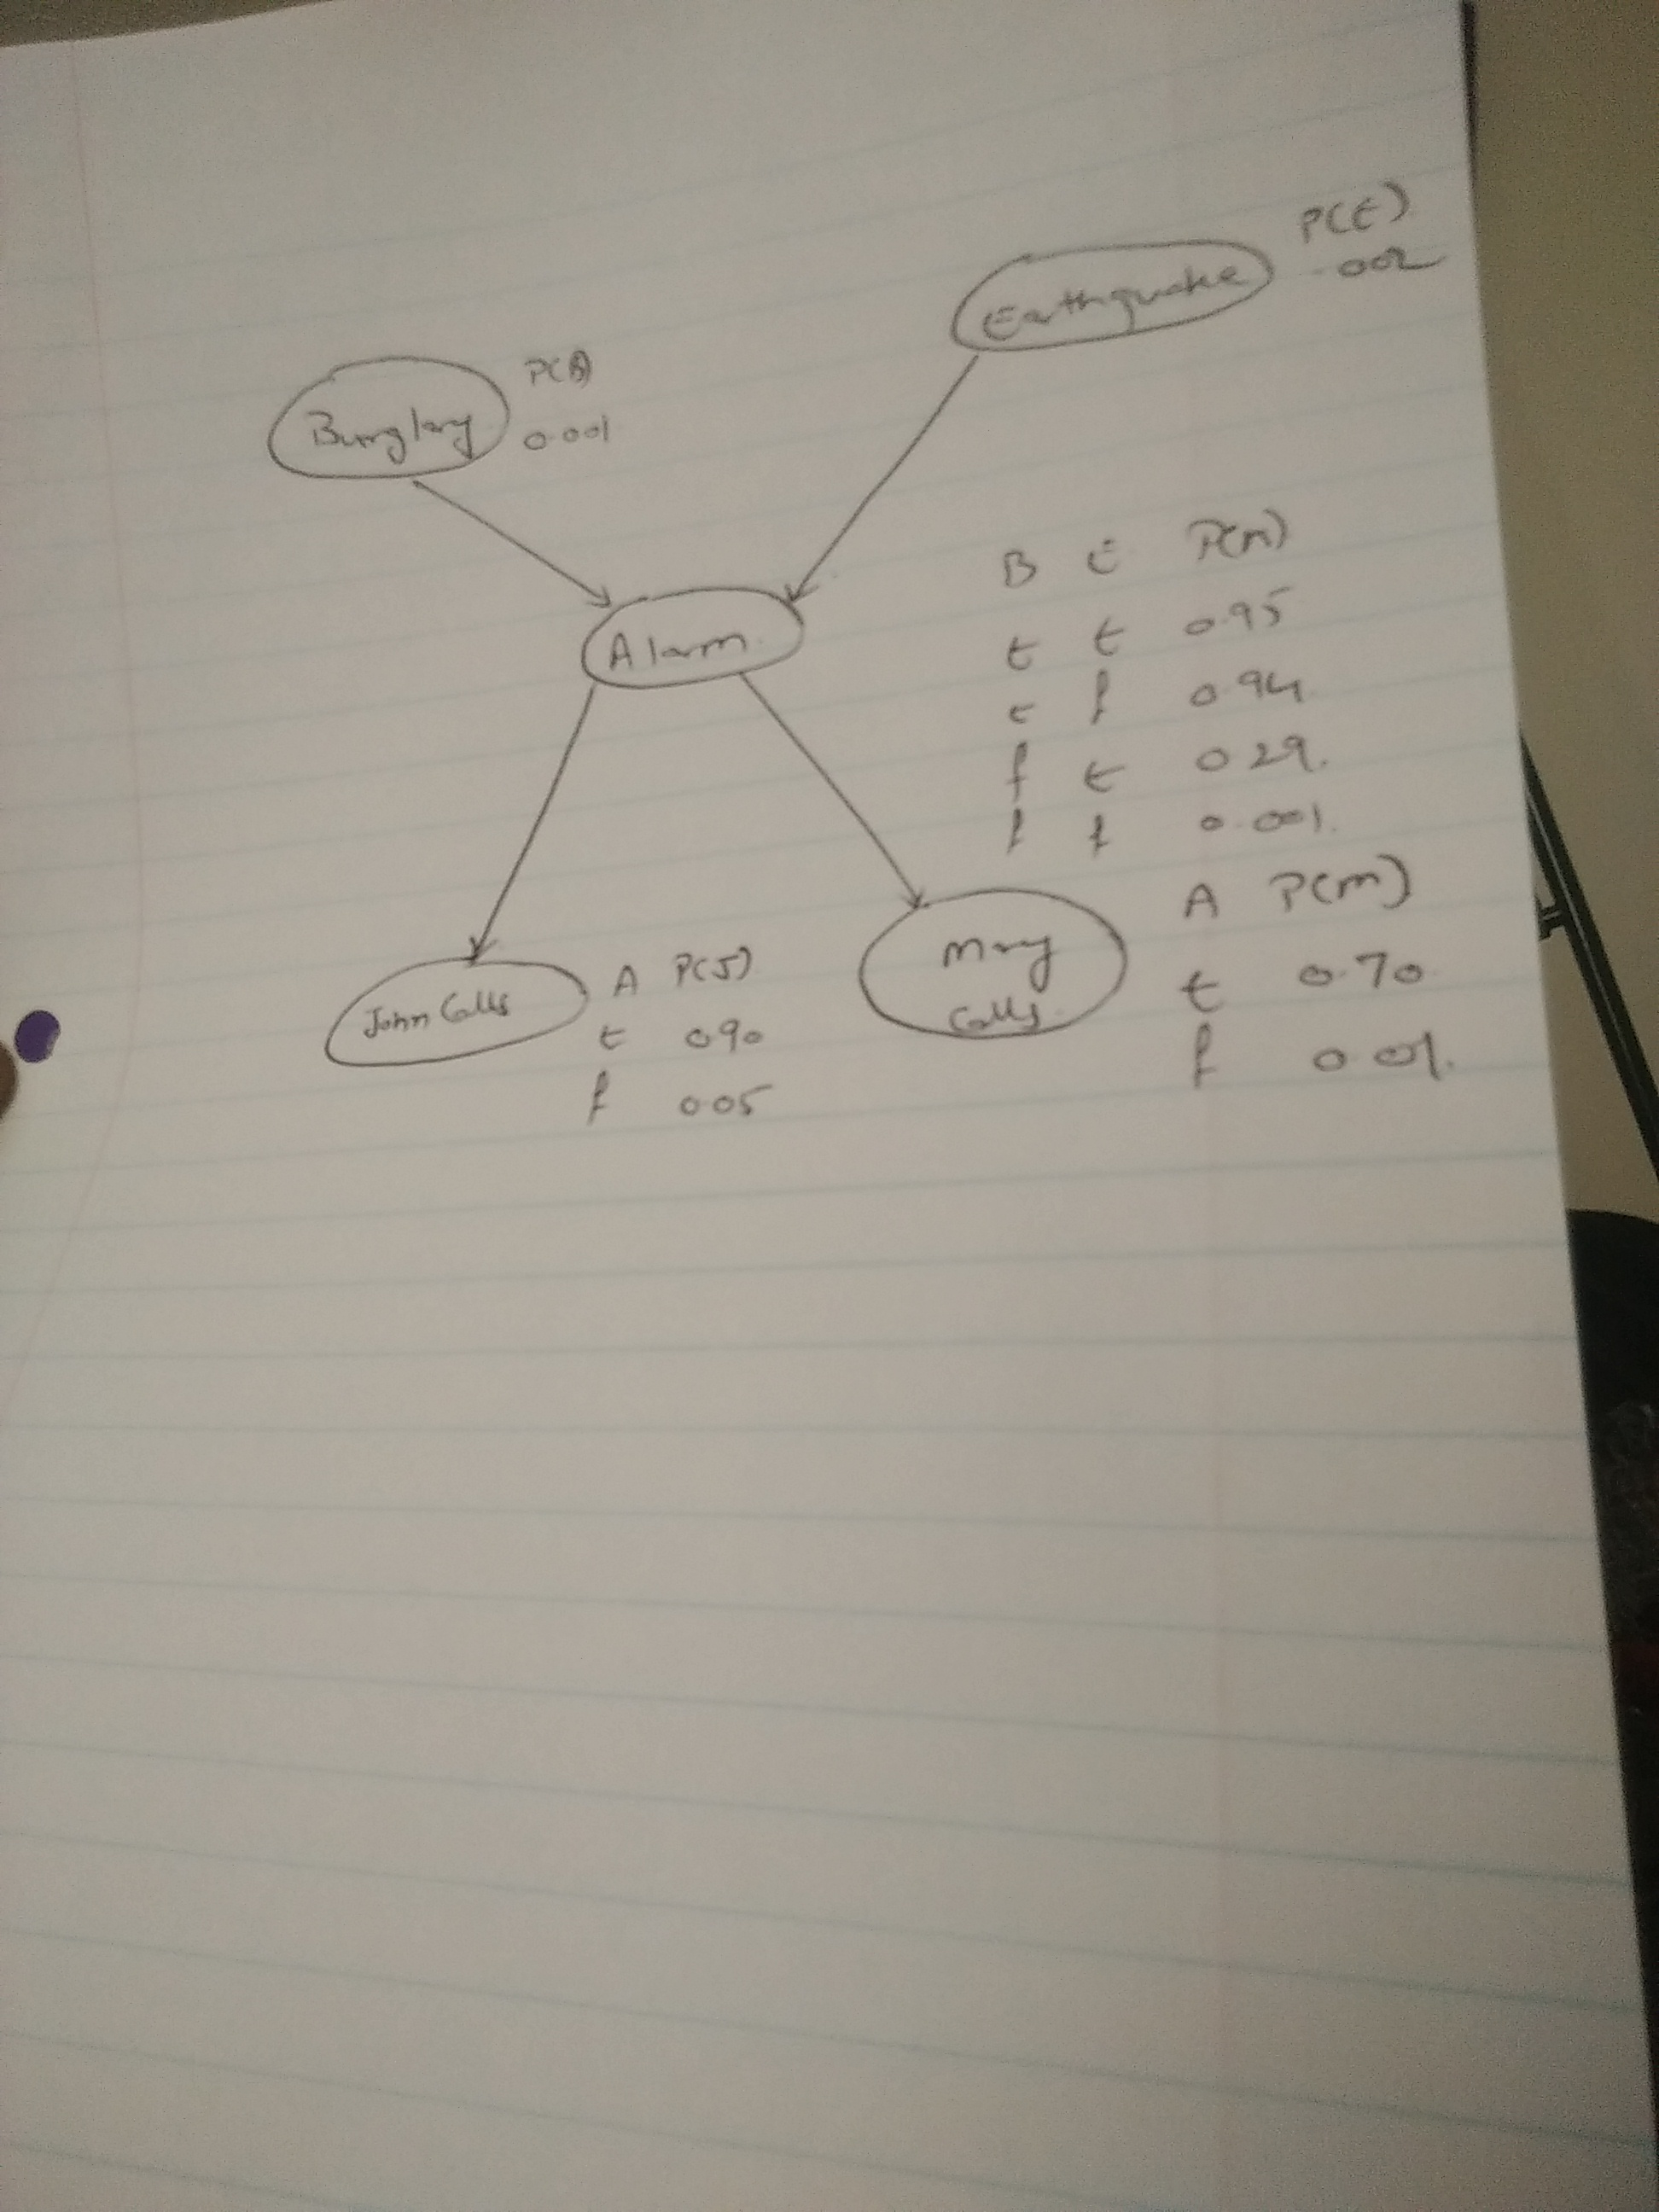 P(E)
.002
Earthquake
P(B)
0.001
Burglary
Alarm.
B E P(m)
t t 0.95
t f 0.94
f t 0.29.
f f 0.001.
John Calls
A P(J)
t 0.90
f 0.05
Mary
Calls.
A P(m)
t 0.70
f 0.01.